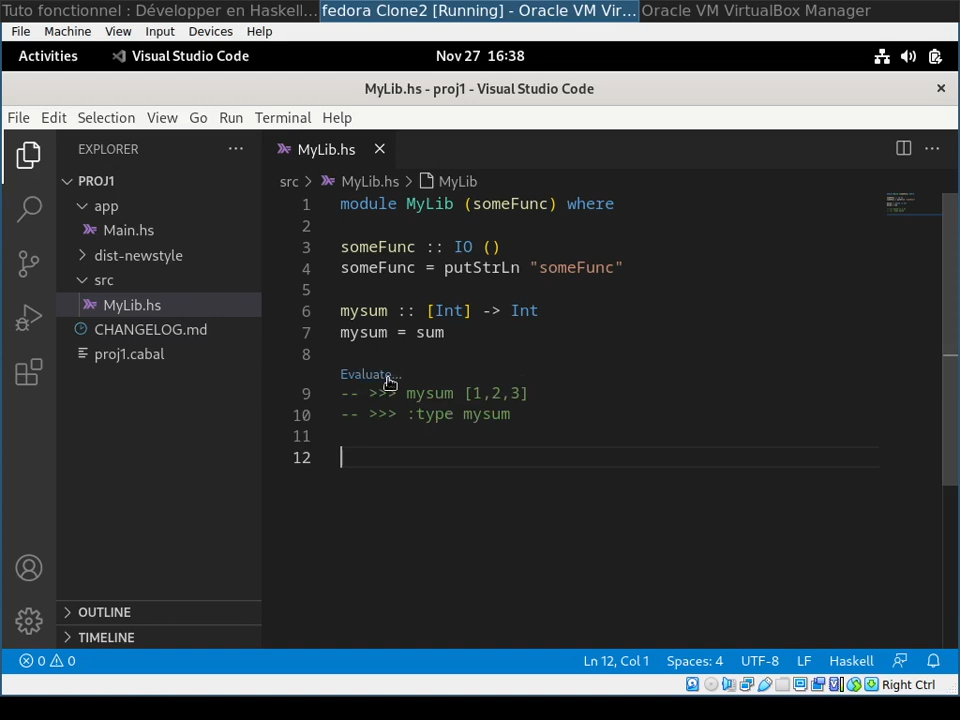 Tuto fonctionnel : Développer en Haskell... fedora Clone2 [Running] - Oracle VM Vir... Oracle VM VirtualBox Manager
File Machine View Input Devices Help
Activities Visual Studio Code Nov 27 16:38
MyLib.hs - proj1 - Visual Studio Code ×
File Edit Selection View Go Run Terminal Help
EXPLORER ... MyLib.hs × ...
PROJ1 src > MyLib.hs > MyLib
app
Main.hs
dist-newstyle
src
MyLib.hs
CHANGELOG.md
proj1.cabal
OUTLINE
TIMELINE
1 module MyLib (someFunc) where
2
3 someFunc :: IO ()
4 someFunc = putStrLn "someFunc"
5
6 mysum :: [Int] -> Int
7 mysum = sum
8
Evaluate...
9 -- >>> mysum [1,2,3]
10 -- >>> :type mysum
11
12
0 0 Ln 12, Col 1 Spaces: 4 UTF-8 LF Haskell
Right Ctrl